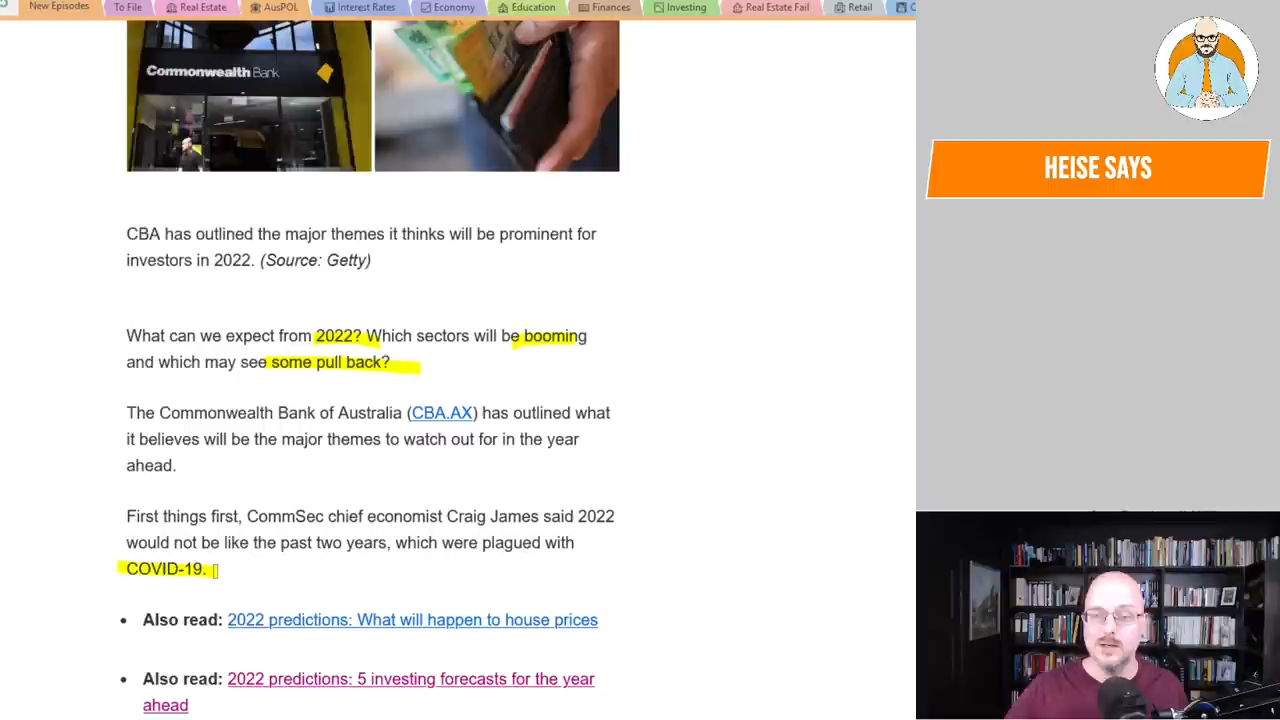 New Episodes
To File
Real Estate
AusPOL
Interest Rates
Economy
Education
Finances
Investing
Real Estate Fail
Retail
Commonwealth Bank
HEISE SAYS
CBA has outlined the major themes it thinks will be prominent for
investors in 2022. (Source: Getty)
What can we expect from 2022? Which sectors will be booming
and which may see some pull back?
The Commonwealth Bank of Australia (CBA.AX) has outlined what
it believes will be the major themes to watch out for in the year
ahead.
First things first, CommSec chief economist Craig James said 2022
would not be like the past two years, which were plagued with
COVID-19.
• Also read: 2022 predictions: What will happen to house prices
• Also read: 2022 predictions: 5 investing forecasts for the year
ahead